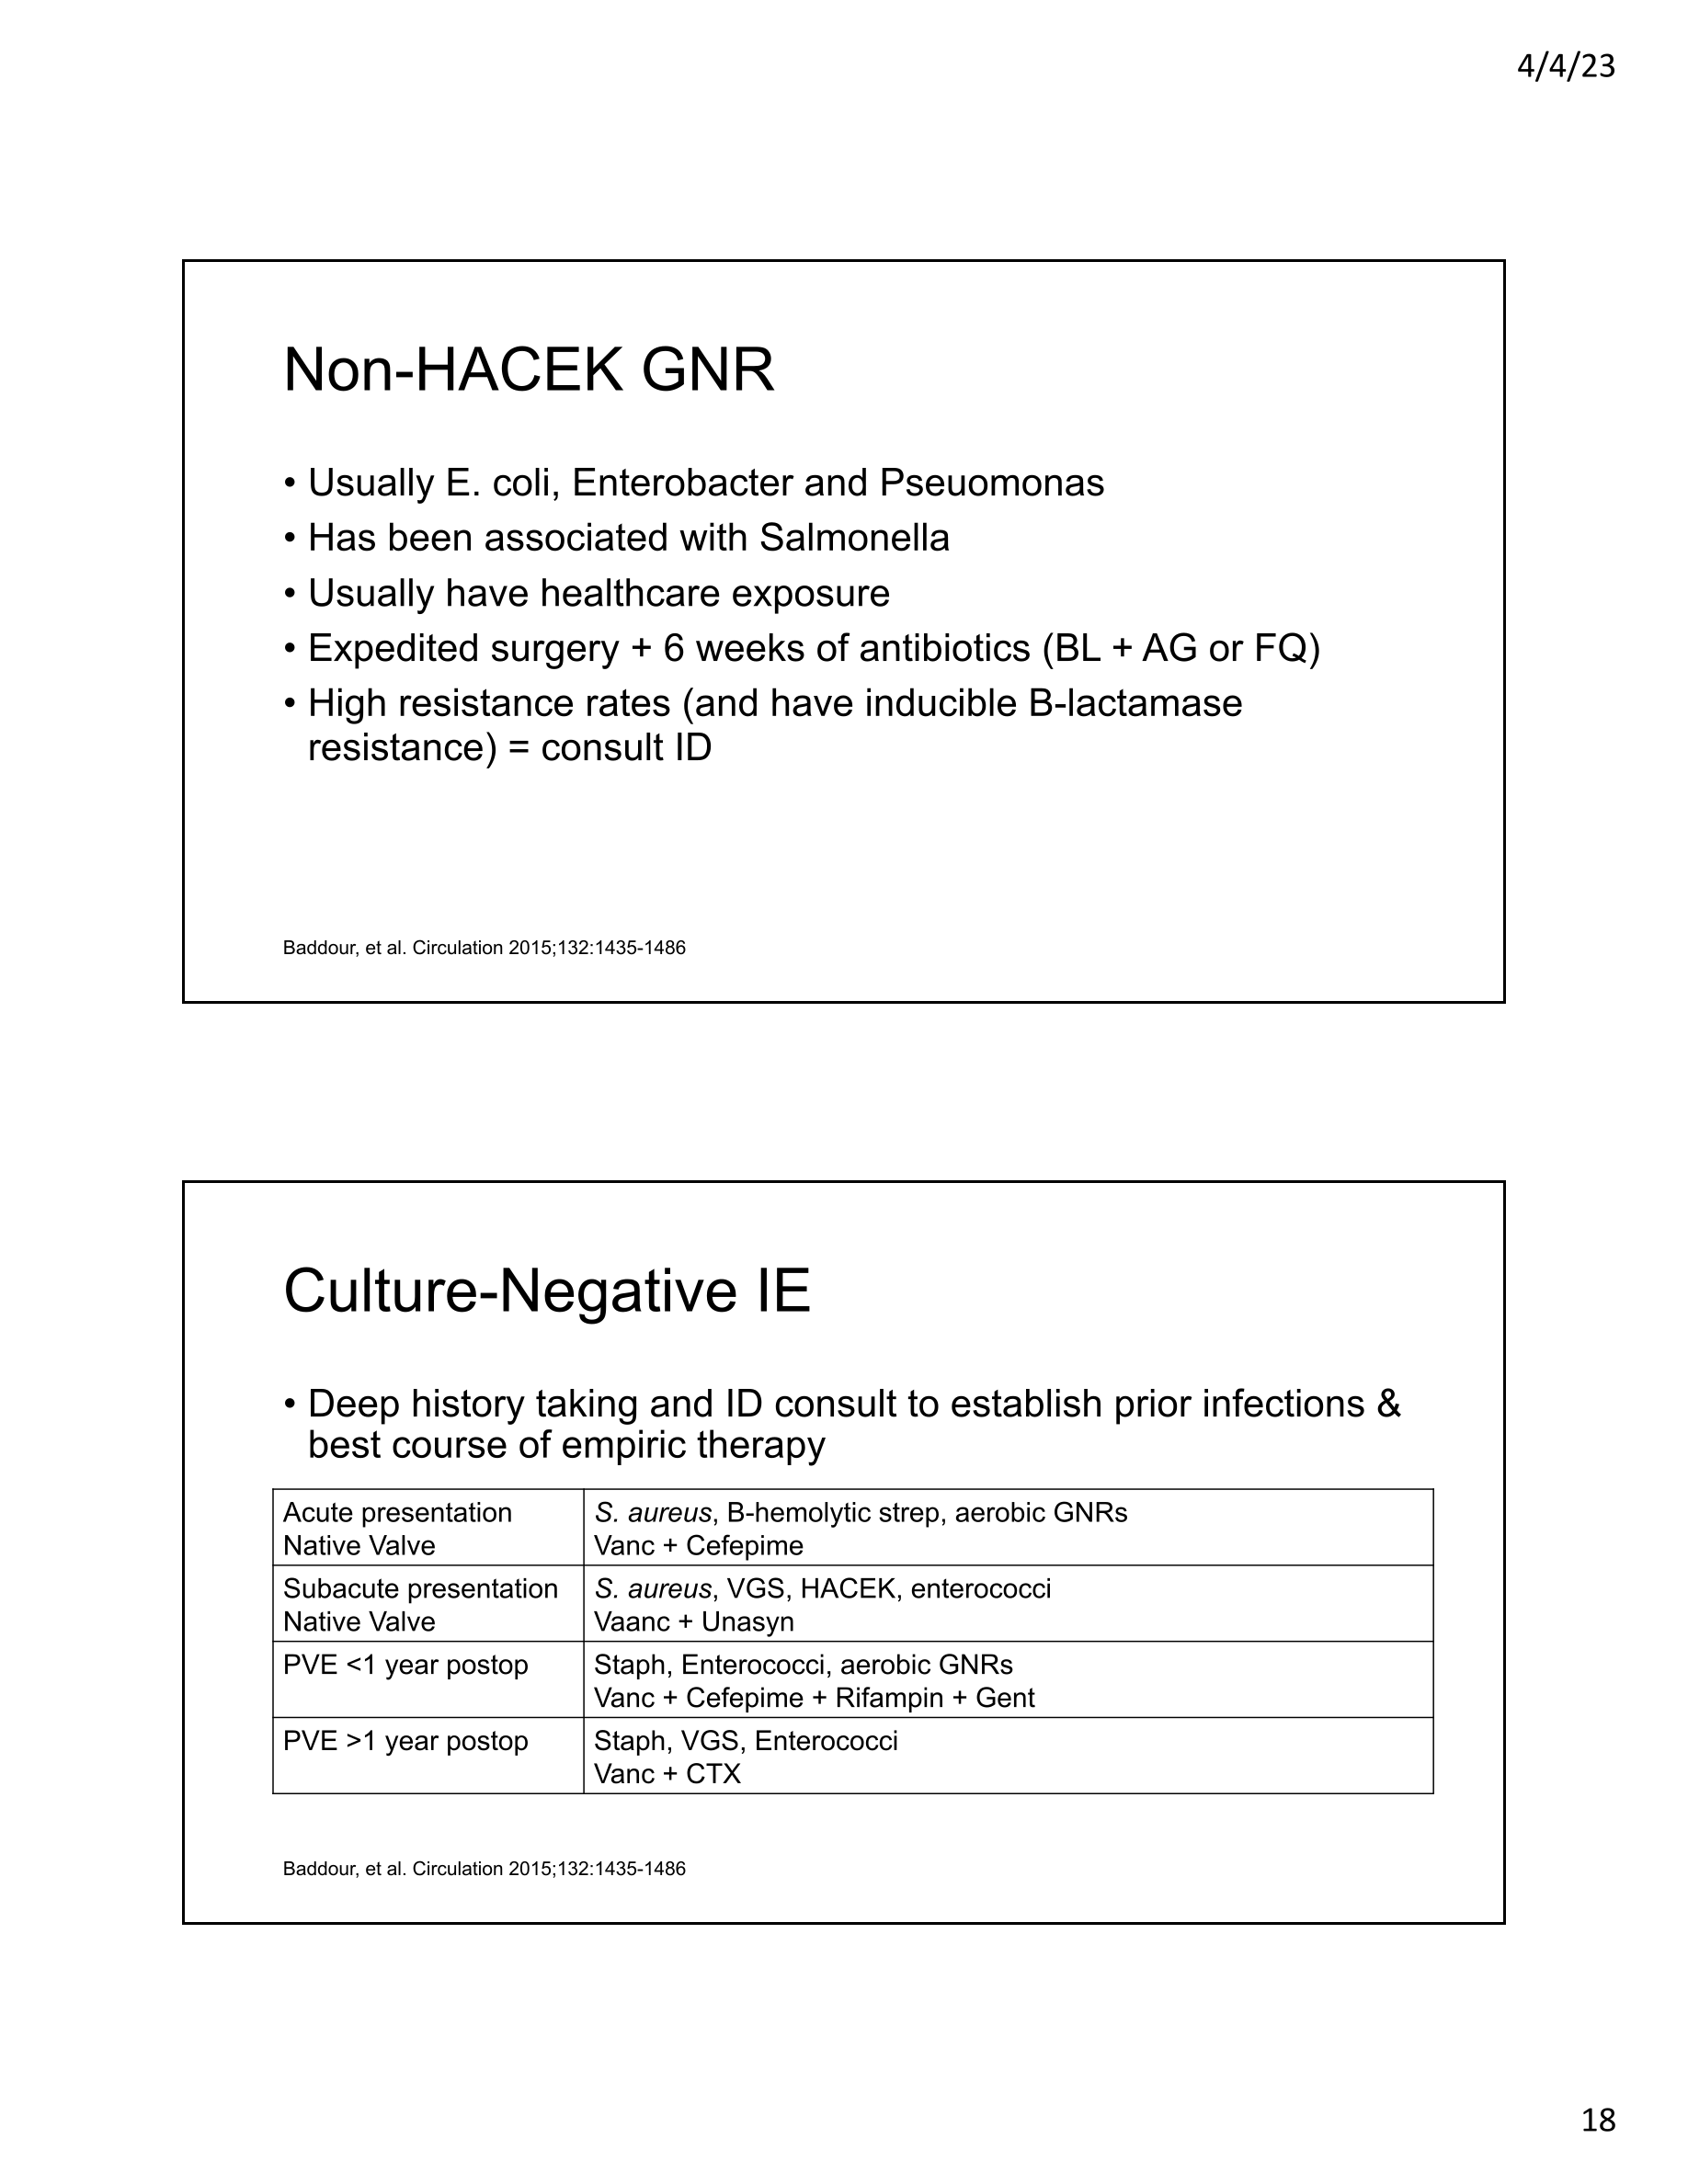 4/4/23
Non-HACEK GNR
• Usually E. coli, Enterobacter and Pseuomonas
• Has been associated with Salmonella
• Usually have healthcare exposure
• Expedited surgery + 6 weeks of antibiotics (BL + AG or FQ)
• High resistance rates (and have inducible B-lactamase
resistance) = consult ID
Baddour, et al. Circulation 2015;132:1435-1486
Culture-Negative IE
• Deep history taking and ID consult to establish prior infections &
best course of empiric therapy
Acute presentation
Native Valve
S. aureus, B-hemolytic strep, aerobic GNRs
Vanc + Cefepime
Subacute presentation
Native Valve
S. aureus, VGS, HACEK, enterococci
Vaanc + Unasyn
PVE <1 year postop
Staph, Enterococci, aerobic GNRs
Vanc + Cefepime + Rifampin + Gent
PVE >1 year postop
Staph, VGS, Enterococci
Vanc + CTX
Baddour, et al. Circulation 2015;132:1435-1486
18